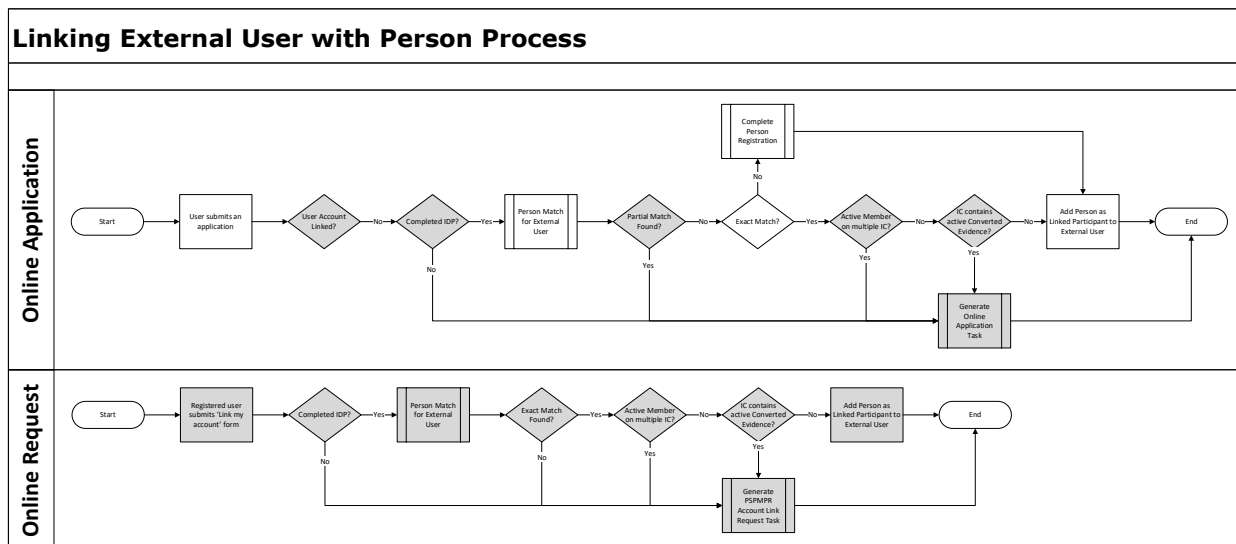 Linking External User with Person Process
Online Application
Complete
Person
Registration
No
Start
User submits an
application
User Account
Linked?
No
Completed IDP?
Yes
Person Match
for External
User
Partial Match
Found?
No
Exact Match?
Yes
Active Member
on multiple IC?
No
IC contains
active Converted
Evidence?
No
Add Person as
Linked Participant to
External User
End
No
Yes
Yes
Yes
Generate
Online
Application
Task
Online Request
Start
Registered user
submits ‘Link my
account’ form
Completed IDP?
Yes
Person Match
for External
User
Exact Match
Found?
Yes
Active Member
on multiple IC?
No
IC contains
active Converted
Evidence?
No
Add Person as
Linked Participant to
External User
End
No
No
Yes
Yes
Generate
PSPMPR
Account Link
Request Task